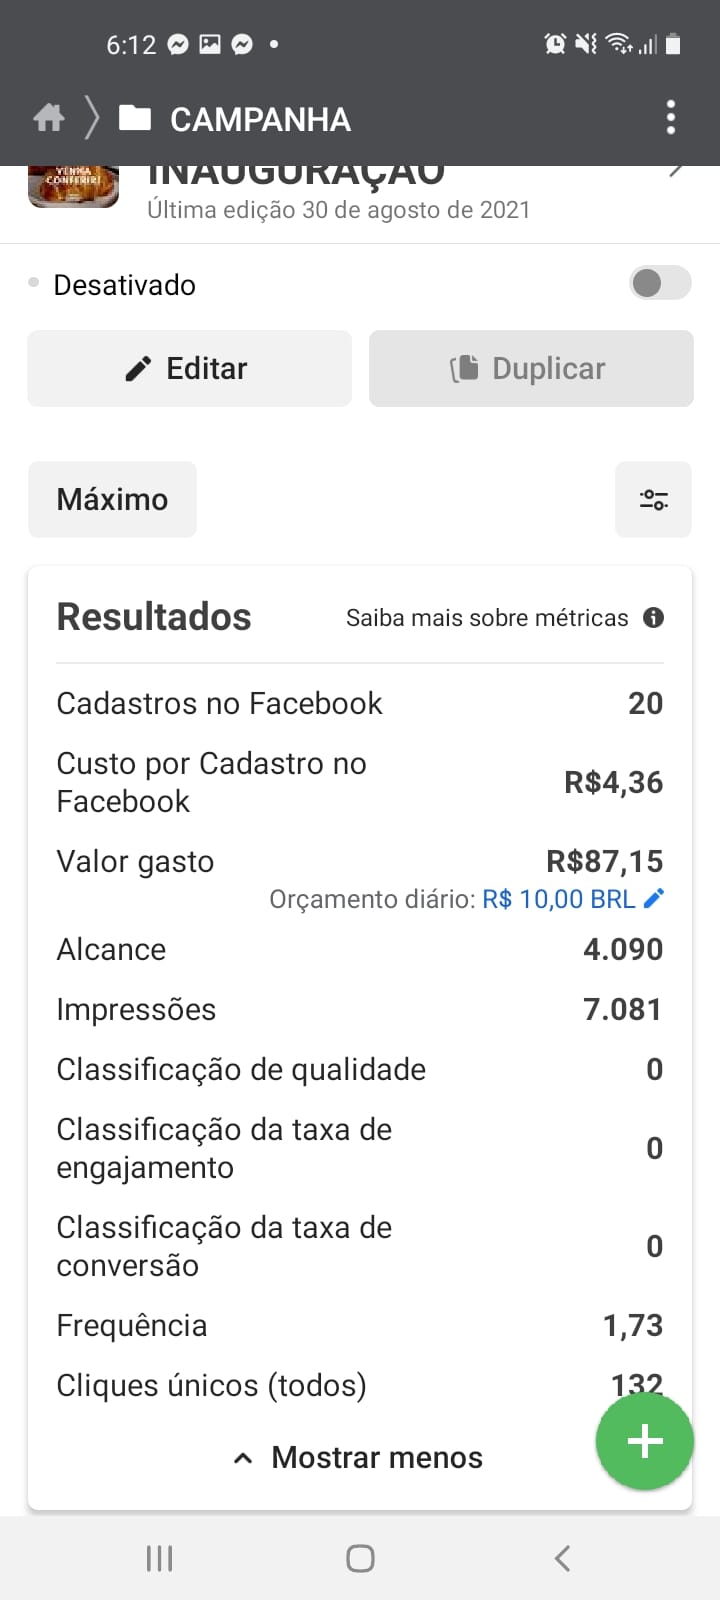 6:12
CAMPANHA
VENHA
CONFERIR!
INAUGURAÇÃO
Última edição 30 de agosto de 2021
Desativado
Editar
Duplicar
Máximo
Resultados
Saiba mais sobre métricas
Cadastros no Facebook
20
Custo por Cadastro no
Facebook
R$4,36
Valor gasto
R$87,15
Orçamento diário: R$ 10,00 BRL
Alcance
4.090
Impressões
7.081
Classificação de qualidade
0
Classificação da taxa de
engajamento
0
Classificação da taxa de
conversão
0
Frequência
1,73
Cliques únicos (todos)
132
Mostrar menos